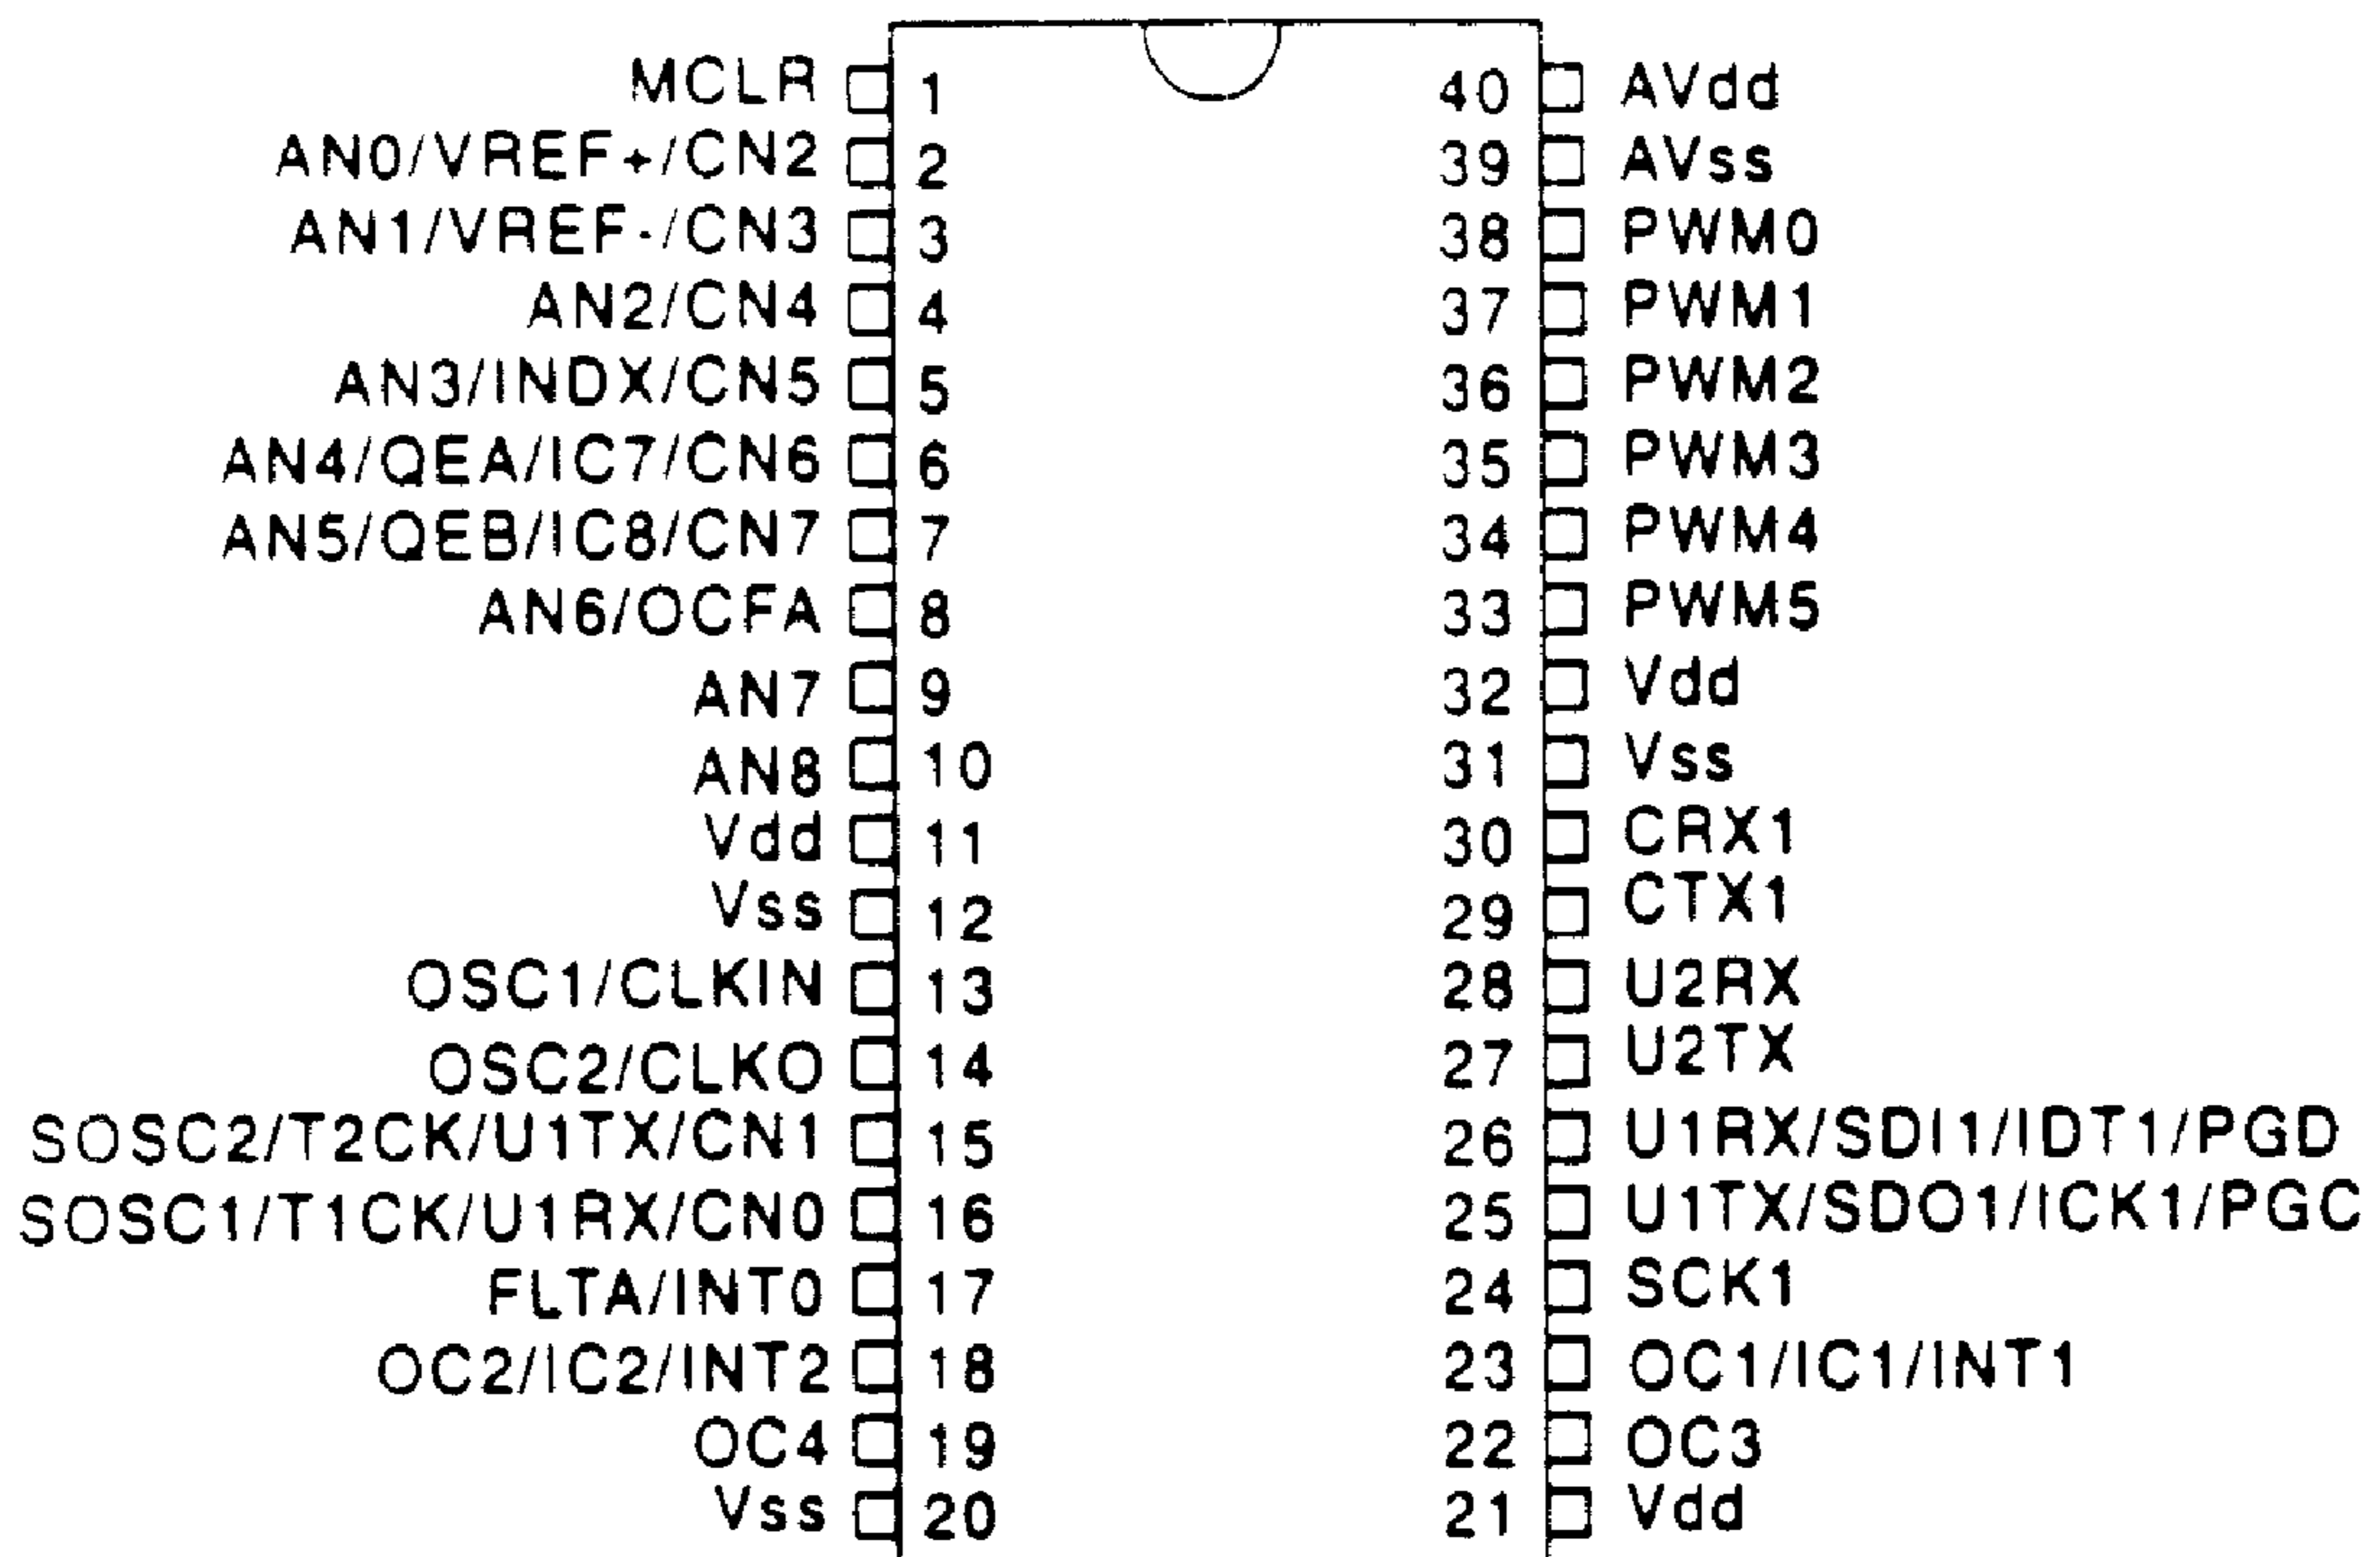 MCLR 1 40 AVdd
AN0/VREF+/CN2 2 39 AVss
AN1/VREF-/CN3 3 38 PWM0
AN2/CN4 4 37 PWM1
AN3/INDX/CN5 5 36 PWM2
AN4/QEA/IC7/CN6 6 35 PWM3
AN5/QEB/IC8/CN7 7 34 PWM4
AN6/OCFA 8 33 PWM5
AN7 9 32 Vdd
AN8 10 31 Vss
Vdd 11 30 CRX1
Vss 12 29 CTX1
OSC1/CLKIN 13 28 U2RX
OSC2/CLKO 14 27 U2TX
SOSC2/T2CK/U1TX/CN1 15 26 U1RX/SDI1/IDT1/PGD
SOSC1/T1CK/U1RX/CN0 16 25 U1TX/SDO1/ICK1/PGC
FLTA/INT0 17 24 SCK1
OC2/IC2/INT2 18 23 OC1/IC1/INT1
OC4 19 22 OC3
Vss 20 21 Vdd